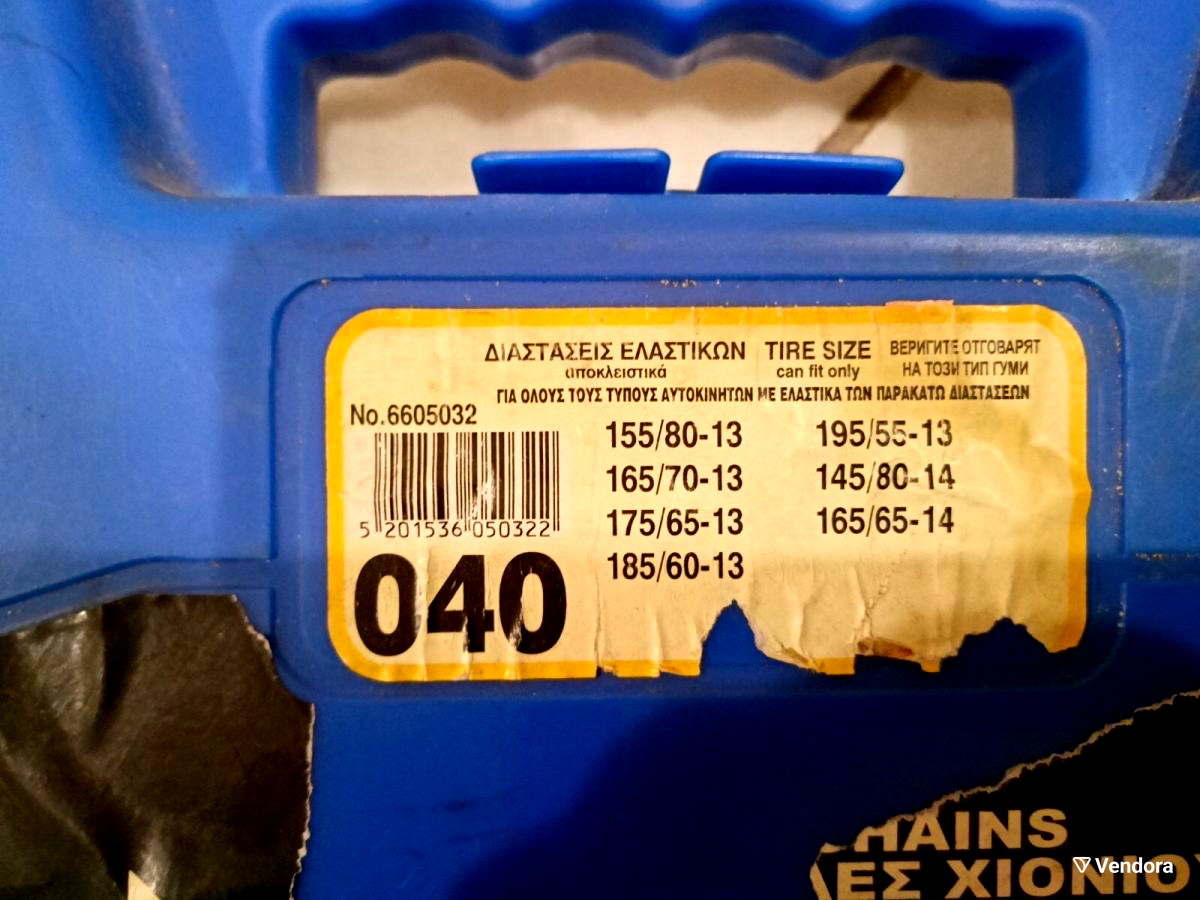 ΔΙΑΣΤΑΣΕΙΣ ΕΛΑΣΤΙΚΩΝ
αποκλειστικά
TIRE SIZE
can fit only
ВЕРИГИТЕ ОТГОВАРЯТ
НА ТОЗИ ТИП ГУМИ
ΓΙΑ ΟΛΟΥΣ ΤΟΥΣ ΤΥΠΟΥΣ ΑΥΤΟΚΙΝΗΤΩΝ ΜΕ ΕΛΑΣΤΙΚΑ ΤΩΝ ΠΑΡΑΚΑΤΩ ΔΙΑΣΤΑΣΕΩΝ
No.6605032
5 201536 050322
040
155/80-13
165/70-13
175/65-13
185/60-13
195/55-13
145/80-14
165/65-14
HAINS
ΕΣ ΧΙΟΝΙΟ
Vendora